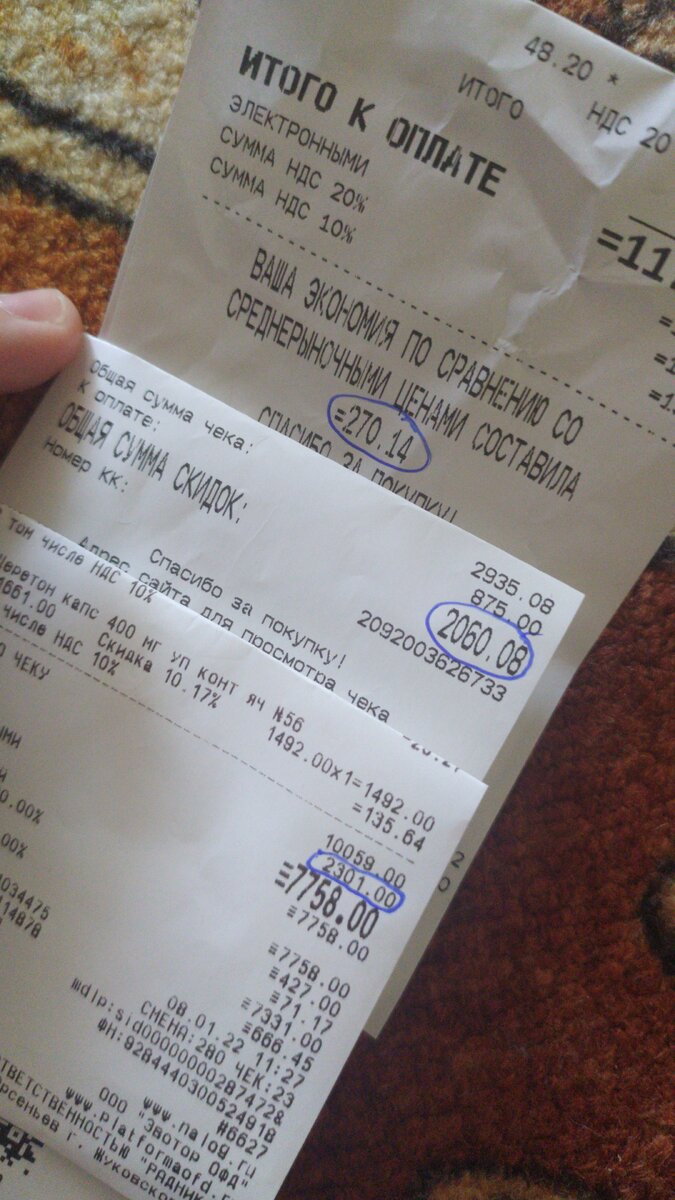 48.20 *
ИТОГО НДС 20
ИТОГО К ОПЛАТЕ
ЭЛЕКТРОННЫМИ
СУММА НДС 20%
СУММА НДС 10%
ВАША ЭКОНОМИЯ ПО СРАВНЕНИЮ СО
СРЕДНЕРЫНОЧНЫМИ ЦЕНАМИ СОСТАВИЛА
=270.14
СПАСИБО ЗА ПОКУПКУ!
Общая сумма чека: 2935.08
К оплате: 875.00
ОБЩАЯ СУММА СКИДОК: 2060.08
Номер КК: 2092003626733
Спасибо за покупку!
Адрес сайта для просмотра чека
том числе НДС 10%
Церетон капс 400 мг уп конт яч №56
1661.00 Скидка 10.17% 1492.00х1=1492.00
числе НДС 10% =135.64
ЧЕКУ 10059.00
2301.00
=7758.00
=7758.00
=7758.00
=427.00
=71.17
=7331.00
=666.45
08.01.22 11:27
СМЕНА:280 ЧЕК:23
mdlp:sid00000000287472&
ФН:9284440300524918
#6627
www.nalog.ru
ООО "Эвотор ОФД"
www.platformaofd.
ОТВЕТСТВЕННОСТЬЮ "РАДНИК
г. Жуковско